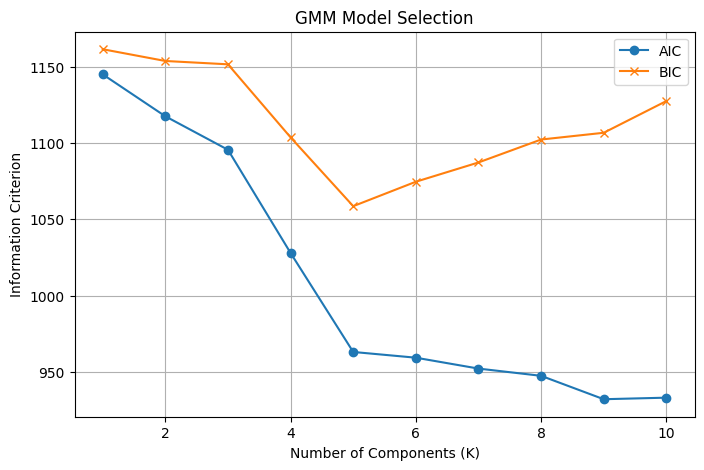 GMM Model Selection
AIC
BIC
Information Criterion
1150
1100
1050
1000
950
2 4 6 8 10
Number of Components (K)